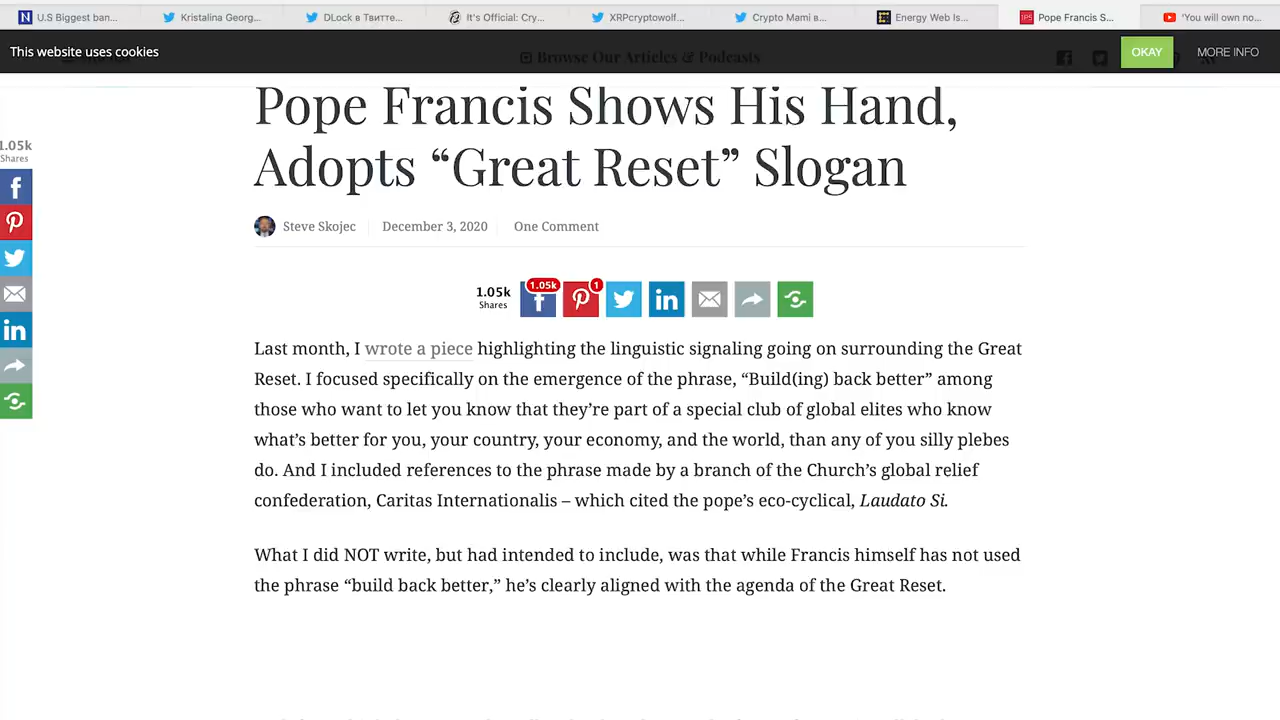 U.S Biggest ban...
Kristalina Georg...
DLock в Твитте...
It's Official: Cry...
XRPcryptowolf...
Crypto Mami в...
Energy Web Is...
Pope Francis S...
'You will own no...
This website uses cookies
Browse Our Articles & Podcasts
OKAY
MORE INFO
Pope Francis Shows His Hand,
Adopts “Great Reset” Slogan
Steve Skojec
December 3, 2020
One Comment
1.05k
Shares
1.05k
Shares
1.05k
1
Last month, I wrote a piece highlighting the linguistic signaling going on surrounding the Great
Reset. I focused specifically on the emergence of the phrase, “Build(ing) back better” among
those who want to let you know that they’re part of a special club of global elites who know
what’s better for you, your country, your economy, and the world, than any of you silly plebes
do. And I included references to the phrase made by a branch of the Church’s global relief
confederation, Caritas Internationalis – which cited the pope’s eco-cyclical, Laudato Si.
What I did NOT write, but had intended to include, was that while Francis himself has not used
the phrase “build back better,” he’s clearly aligned with the agenda of the Great Reset.